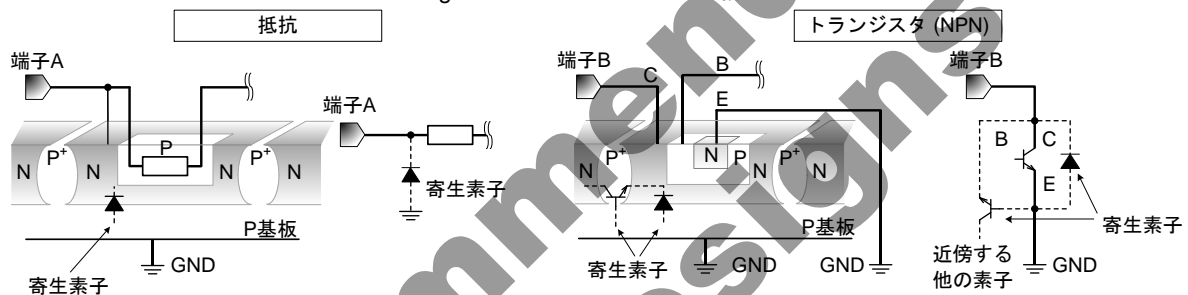 抵抗
トランジスタ (NPN)
端子A
端子A
P
N
P+
N
N
P+
N
寄生素子
P基板
GND
寄生素子
端子B
C
B
E
N
P+
N
N
P
N
P+
N
P基板
寄生素子
GND
GND
端子B
B
C
E
寄生素子
近傍する
他の素子
GND